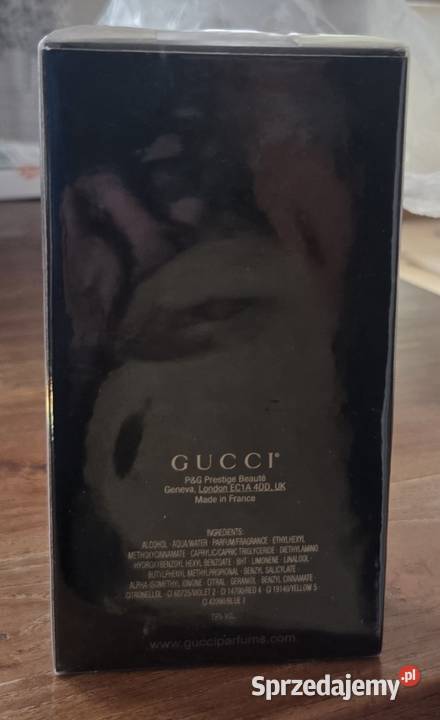 GUCCI®
P&G Prestige Beauté
Geneva, London EC1A 4DD, UK
Made in France
INGREDIENTS:
ALCOHOL · AQUA/WATER · PARFUM/FRAGRANCE · ETHYLHEXYL
METHOXYCINNAMATE · CAPRYLIC/CAPRIC TRIGLYCERIDE · DIETHYLAMINO
HYDROXYBENZOYL HEXYL BENZOATE · BHT · LIMONENE · LINALOOL
BUTYLPHENYL METHYLPROPIONAL · BENZYL SALICYLATE ·
ALPHA-ISOMETHYL IONONE · CITRAL · GERANIOL · BENZYL CINNAMATE
CITRONELLOL · CI 60725/VIOLET 2 · CI 14700/RED 4 · CI 19140/YELLOW 5 ·
CI 42090/BLUE 1
www.gucciparfums.com
Sprzedajemy.pl